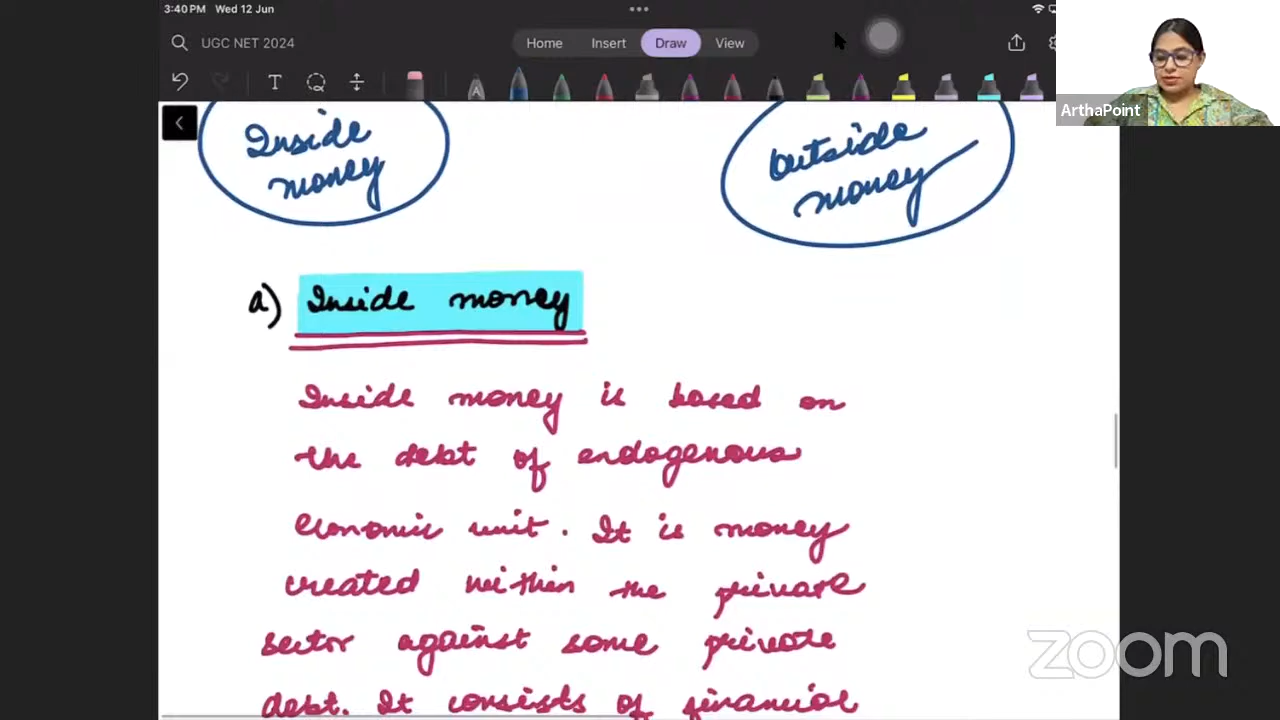 3:40 PM Wed 12 Jun
UGC NET 2024
Home Insert Draw View
ArthaPoint
Inside
money
outside
money
a) Inside money
Inside money is based on
the debt of endogenous
economic unit. It is money
created within the private
sector against some private
debt. It consists of financial
zoom